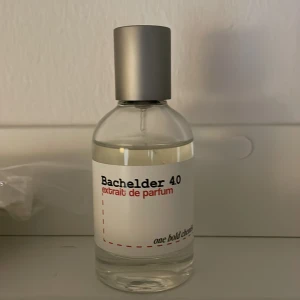 Bachelder 40
extrait de parfum
one bold